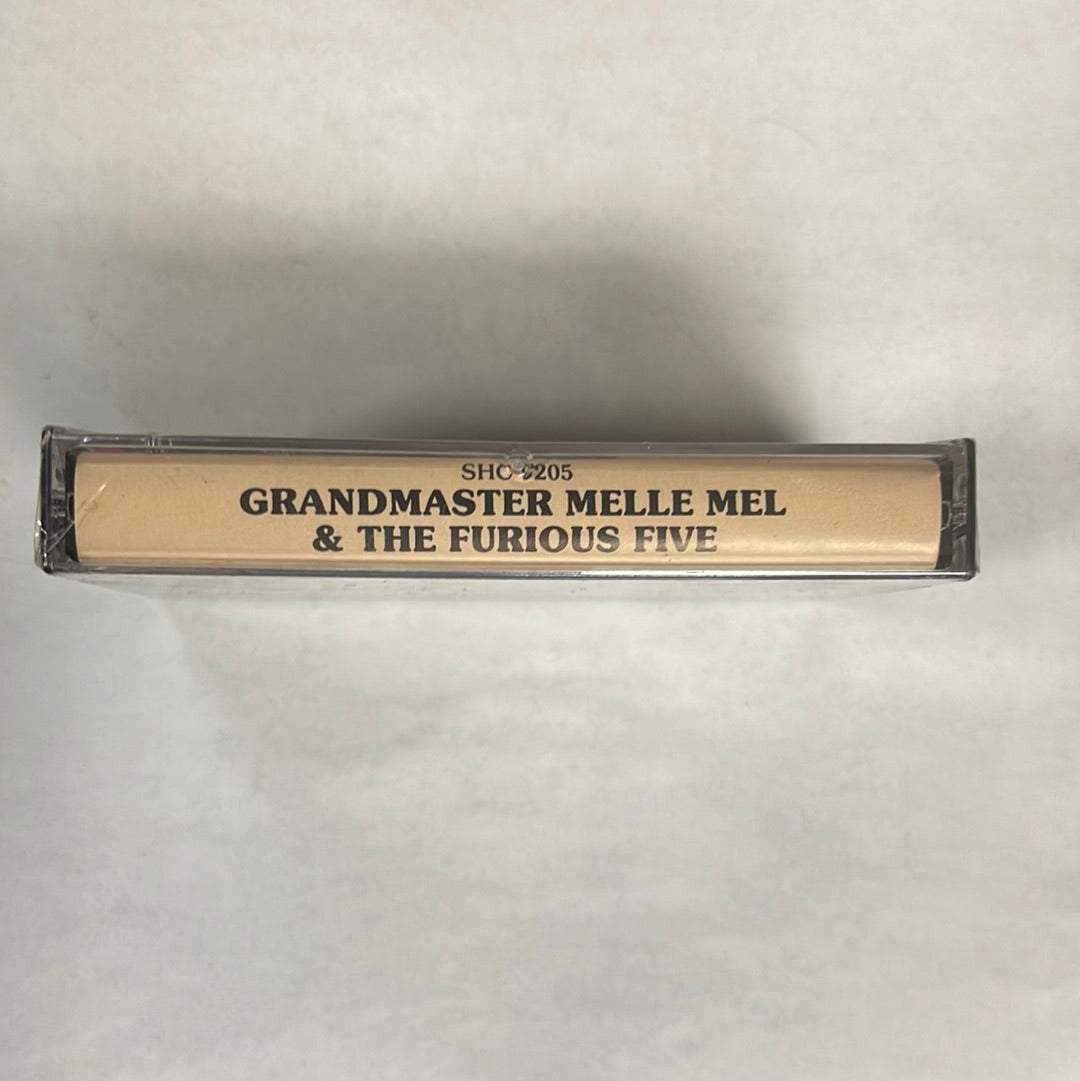 GRANDMASTER MELLE MEL
& THE FURIOUS FIVE